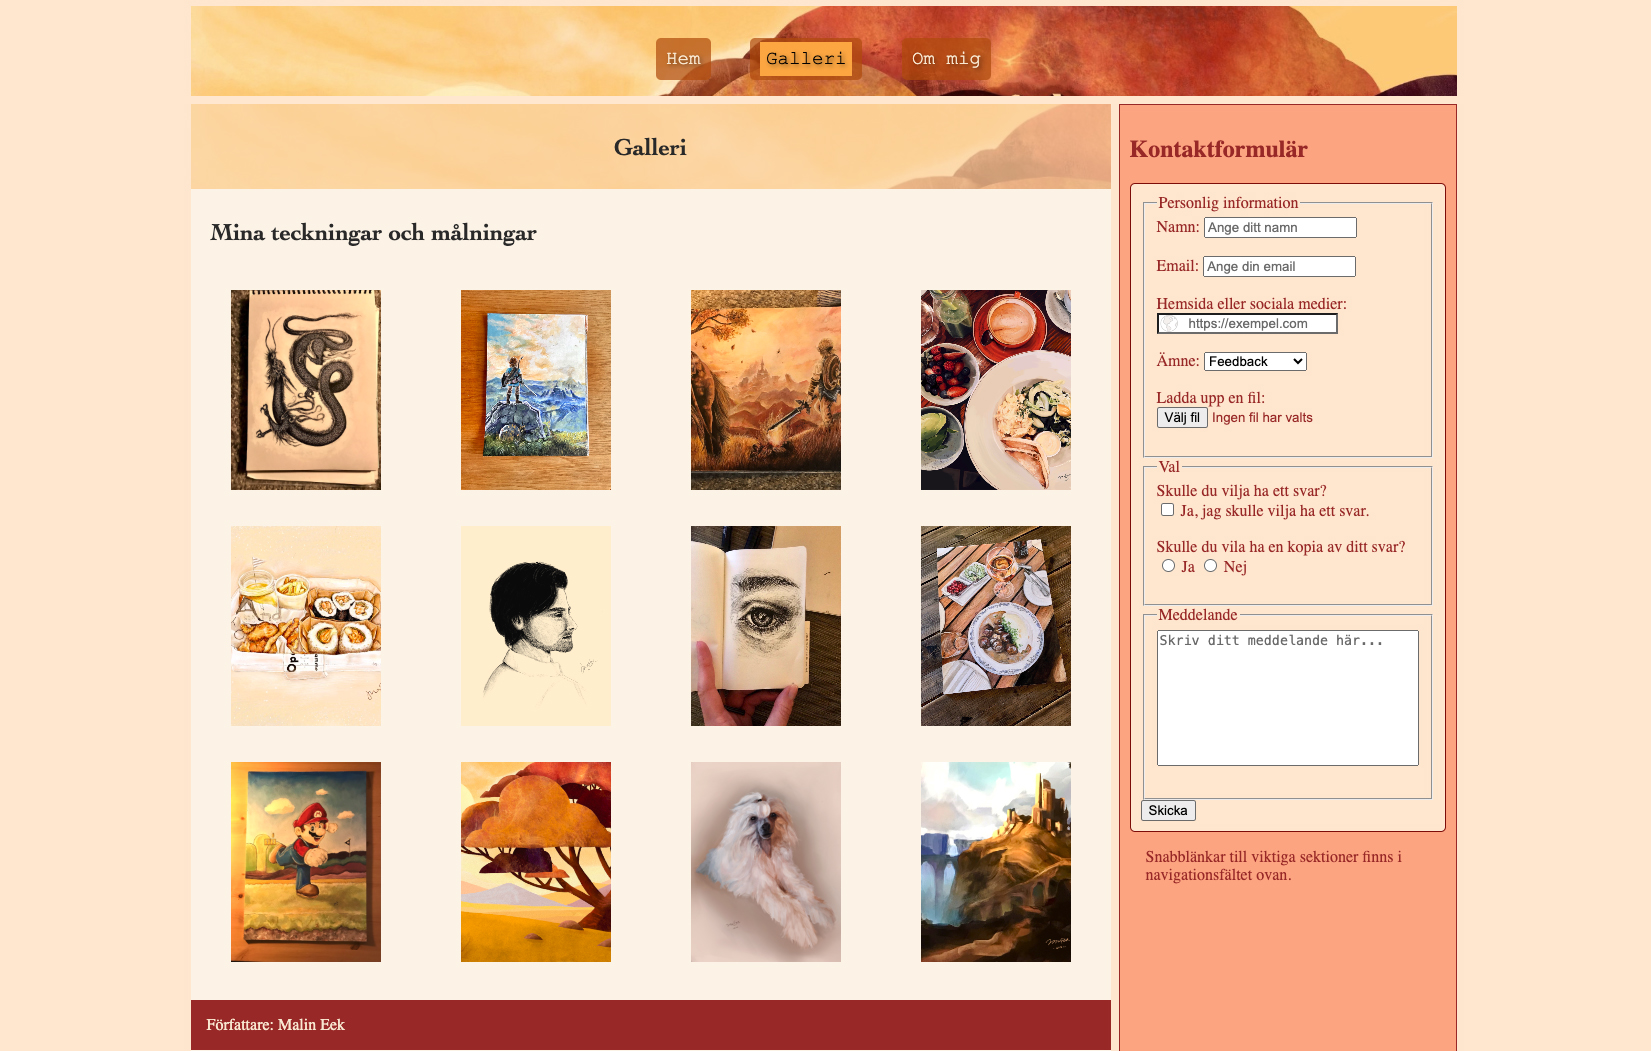 Hem
Galleri
Om mig
Galleri
Mina teckningar och målningar
Kontaktformulär
Personlig information
Namn: Ange ditt namn
Email: Ange din email
Hemsida eller sociala medier:
https://exempel.com
Ämne: Feedback
Ladda upp en fil:
Välj fil Ingen fil har valts
Val
Skulle du vilja ha ett svar?
Ja, jag skulle vilja ha ett svar.
Skulle du vila ha en kopia av ditt svar?
Ja Nej
Meddelande
Skriv ditt meddelande här...
Skicka
Snabblänkar till viktiga sektioner finns i
navigationsfältet ovan.
Författare: Malin Eek